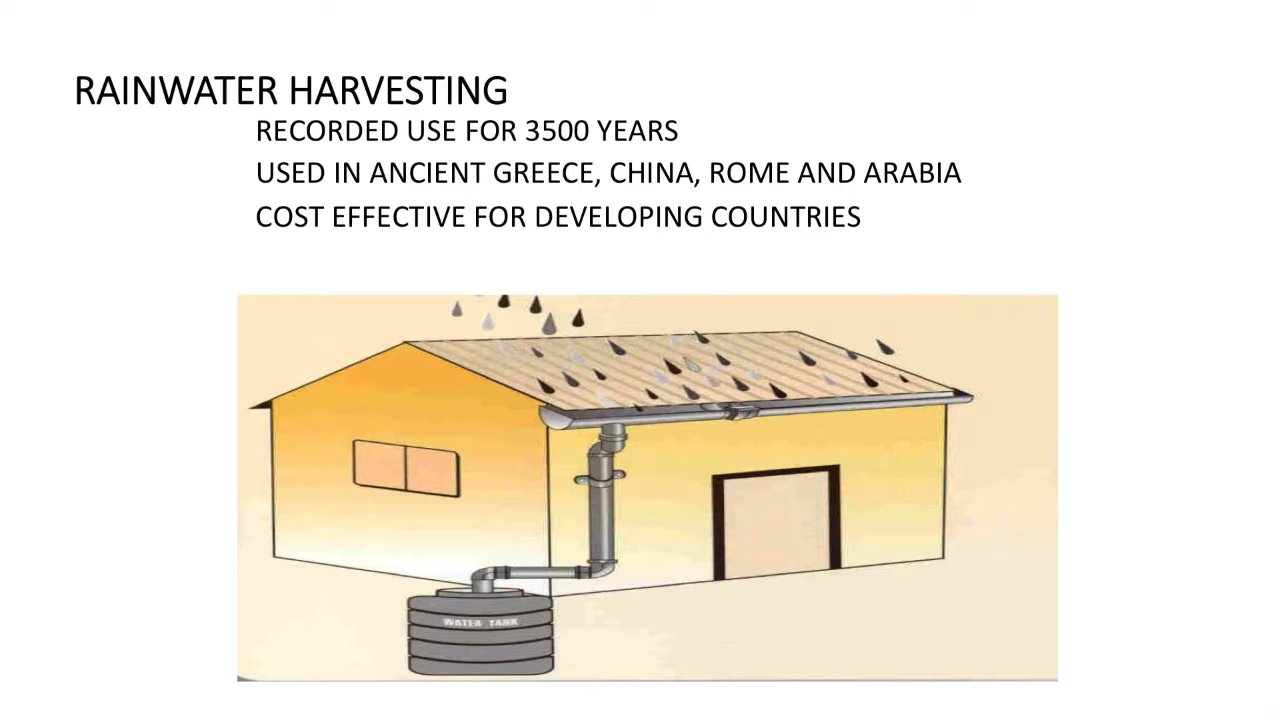 RAINWATER HARVESTING
RECORDED USE FOR 3500 YEARS
USED IN ANCIENT GREECE, CHINA, ROME AND ARABIA
COST EFFECTIVE FOR DEVELOPING COUNTRIES
WATER TANK